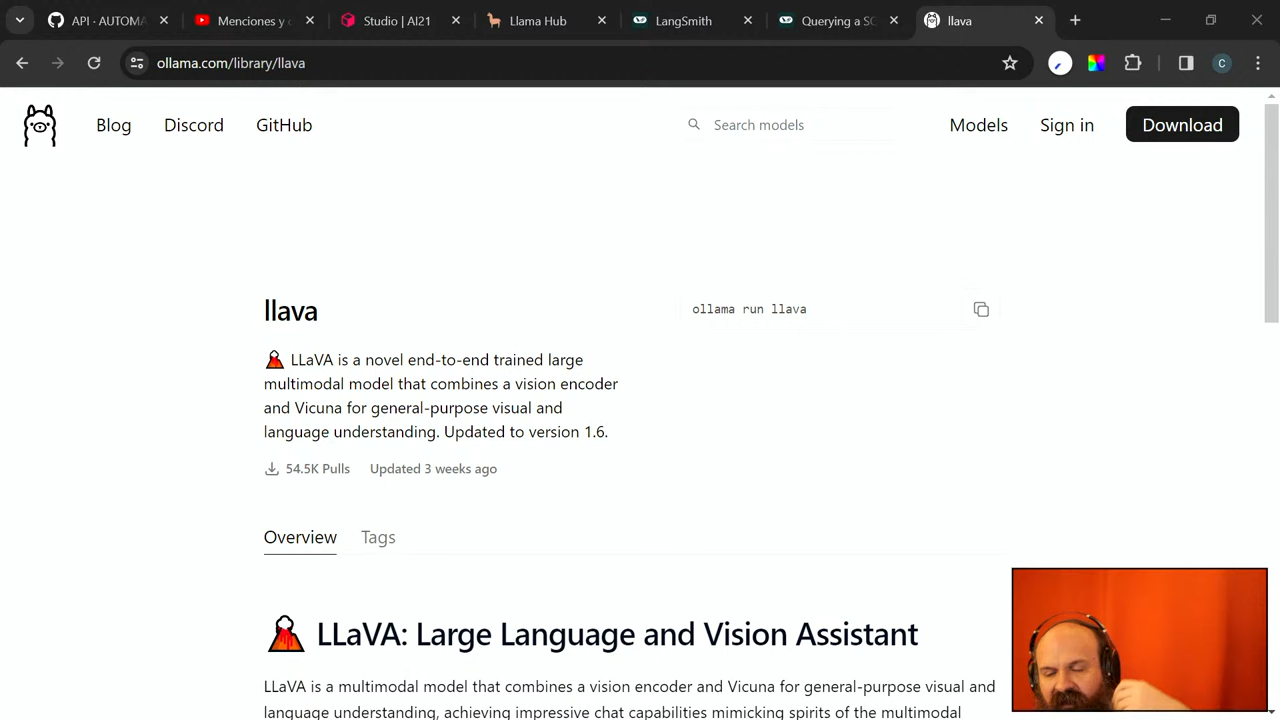 API - AUTOMA
Menciones y c
Studio | AI21
Llama Hub
LangSmith
Querying a SC
llava
ollama.com/library/llava
C
Blog
Discord
GitHub
Search models
Models
Sign in
Download
llava
ollama run llava
LLaVA is a novel end-to-end trained large
multimodal model that combines a vision encoder
and Vicuna for general-purpose visual and
language understanding. Updated to version 1.6.
54.5K Pulls
Updated 3 weeks ago
Overview
Tags
LLaVA: Large Language and Vision Assistant
LLaVA is a multimodal model that combines a vision encoder and Vicuna for general-purpose visual and
language understanding, achieving impressive chat capabilities mimicking spirits of the multimodal